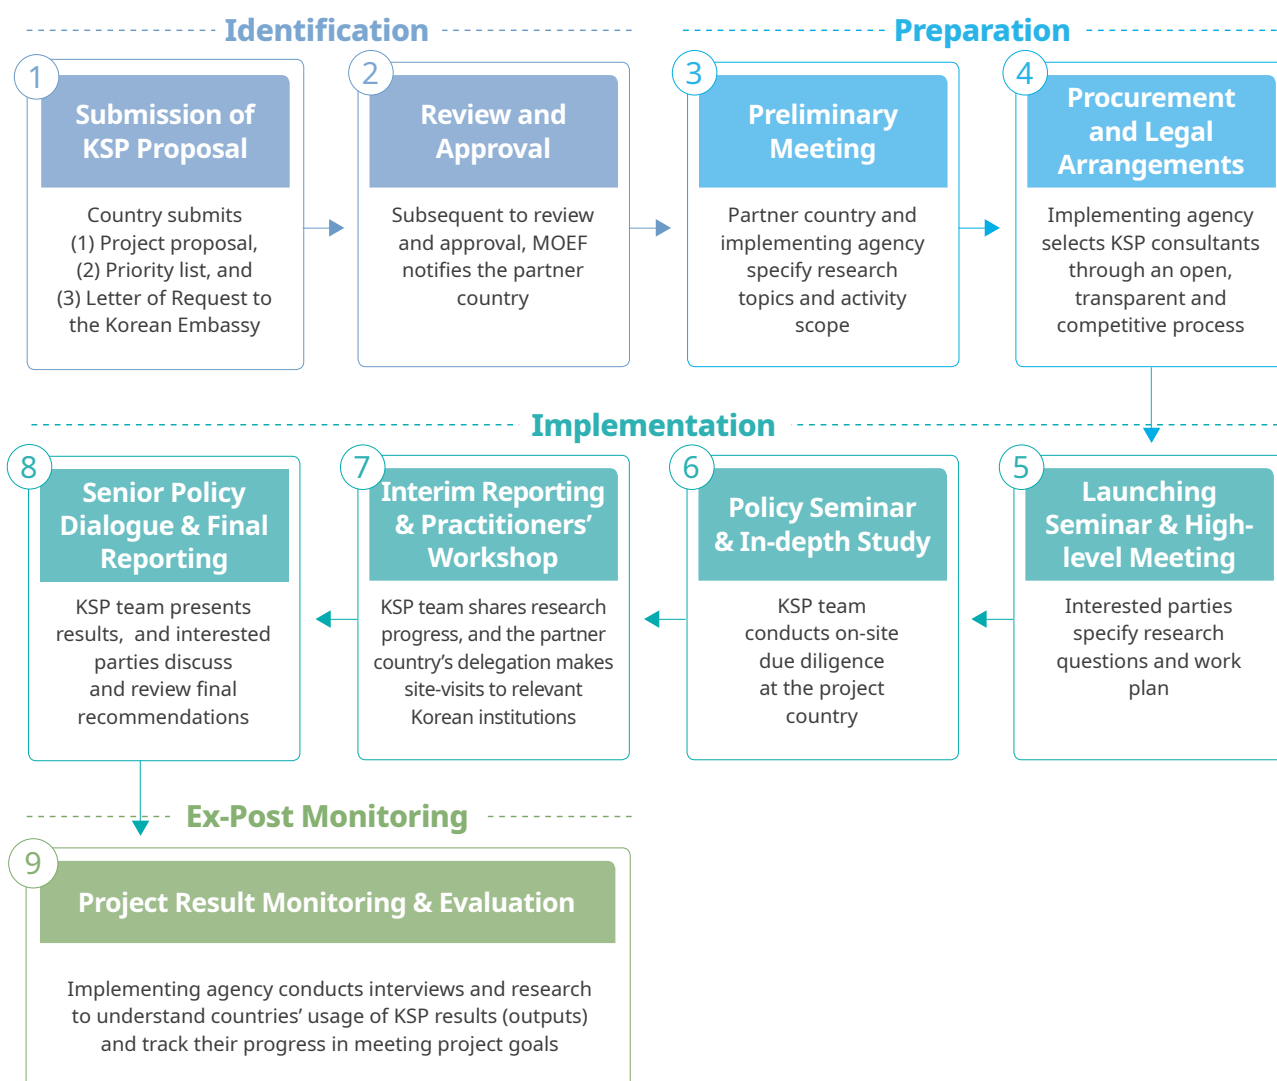 Identification
Preparation
1
Submission of
KSP Proposal
Country submits
(1) Project proposal,
(2) Priority list, and
(3) Letter of Request to
the Korean Embassy
2
Review and
Approval
Subsequent to review
and approval, MOEF
notifies the partner
country
3
Preliminary
Meeting
Partner country and
implementing agency
specify research
topics and activity
scope
4
Procurement
and Legal
Arrangements
Implementing agency
selects KSP consultants
through an open,
transparent and
competitive process
Implementation
5
Launching
Seminar & High-
level Meeting
Interested parties
specify research
questions and work
plan
6
Policy Seminar
& In-depth Study
KSP team
conducts on-site
due diligence
at the project
country
7
Interim Reporting
& Practitioners’
Workshop
KSP team shares research
progress, and the partner
country’s delegation makes
site-visits to relevant
Korean institutions
8
Senior Policy
Dialogue & Final
Reporting
KSP team presents
results, and interested
parties discuss
and review final
recommendations
Ex-Post Monitoring
9
Project Result Monitoring & Evaluation
Implementing agency conducts interviews and research
to understand countries’ usage of KSP results (outputs)
and track their progress in meeting project goals